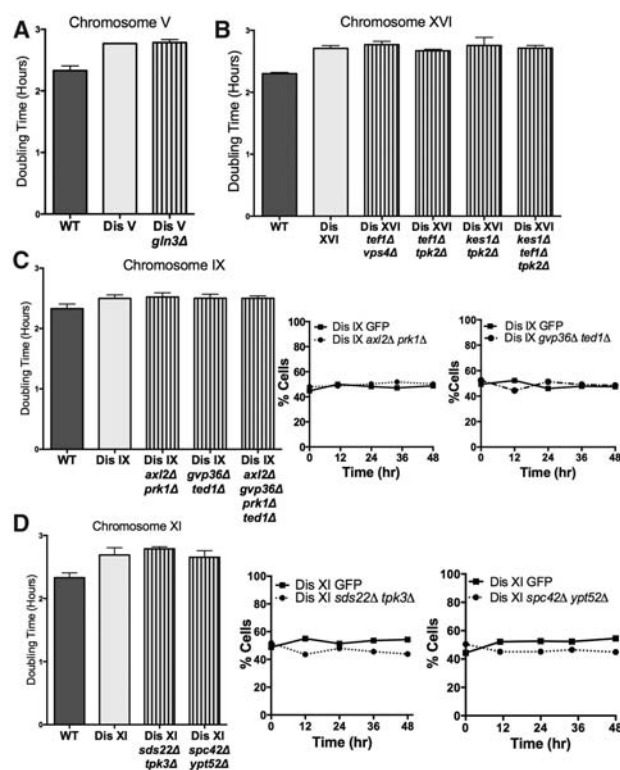 A
Chromosome V
Doubling Time (Hours)
3
2
1
0
WT
Dis V
Dis V
gln3Δ
B
Chromosome XVI
Doubling Time (Hours)
3
2
1
0
WT
Dis
XVI
Dis XVI
tef1Δ
vps4Δ
Dis XVI
tef1Δ
tpk2Δ
Dis XVI
kes1Δ
tpk2Δ
Dis XVI
kes1Δ
tef1Δ
tpk2Δ
C
Chromosome IX
Doubling Time (Hours)
3
2
1
0
WT
Dis IX
Dis IX
axl2Δ
prk1Δ
Dis IX
gvp36Δ
ted1Δ
Dis IX
axl2Δ
gvp36Δ
prk1Δ
ted1Δ
Dis IX GFP
Dis IX axl2Δ prk1Δ
% Cells
100
80
60
40
20
0
0 12 24 36 48
Time (hr)
Dis IX GFP
Dis IX gvp36Δ ted1Δ
%Cells
100
80
60
40
20
0
0 12 24 36 48
Time (hr)
D
Chromosome XI
Doubling Time (Hours)
3
2
1
0
WT
Dis XI
Dis XI
sds22Δ
tpk3Δ
Dis XI
spc42Δ
ypt52Δ
Dis XI GFP
Dis XI sds22Δ tpk3Δ
% Cells
100
80
60
40
20
0
0 12 24 36 48
Time (hr)
Dis XI GFP
Dis XI spc42Δ ypt52Δ
% Cells
100
80
60
40
20
0
0 12 24 36 48
Time (hr)